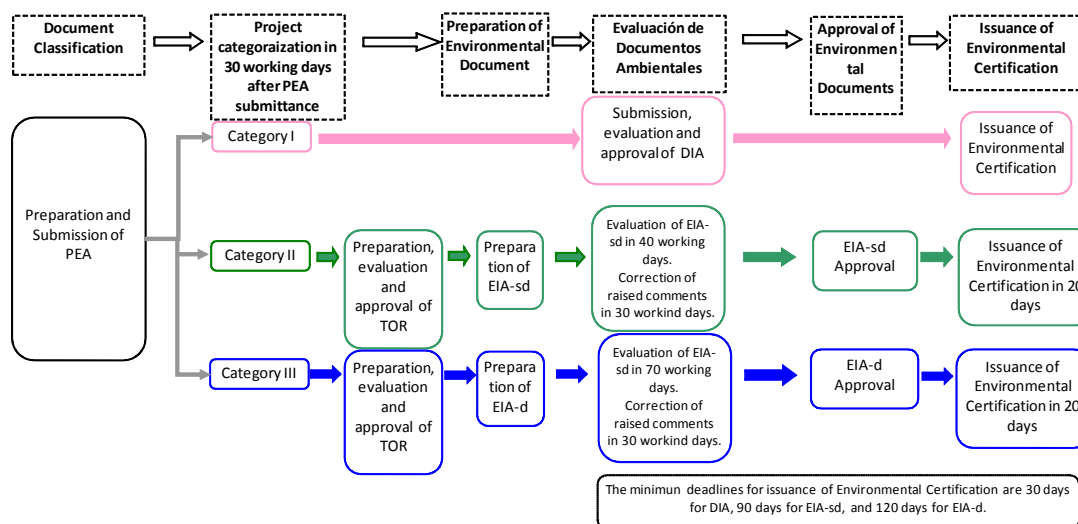 Document
Classification
Project
categoraization in
30 working days
after PEA
submittance
Preparation of
Environmental
Document
Evaluación de
Documentos
Ambientales
Approval of
Environmen
tal
Documents
Issuance of
Environmental
Certification
Preparation and
Submission of
PEA
Category I
Submission,
evaluation and
approval of DIA
Issuance of
Environmental
Certification
Category II
Preparation,
evaluation
and
approval of
TOR
Prepara
tion of
EIA-sd
Evaluation of EIA-
sd in 40 working
days.
Correction of
raised comments
in 30 workind days.
EIA-sd
Approval
Issuance of
Environmental
Certification in 20
days
Category III
Preparation,
evaluation
and
approval of
TOR
Prepara
tion of
EIA-d
Evaluation of EIA-
sd in 70 working
days.
Correction of
raised comments
in 30 workind days.
EIA-d
Approval
Issuance of
Environmental
Certification in 20
days
The minimun deadlines for issuance of Environmental Certification are 30 days
for DIA, 90 days for EIA-sd, and 120 days for EIA-d.